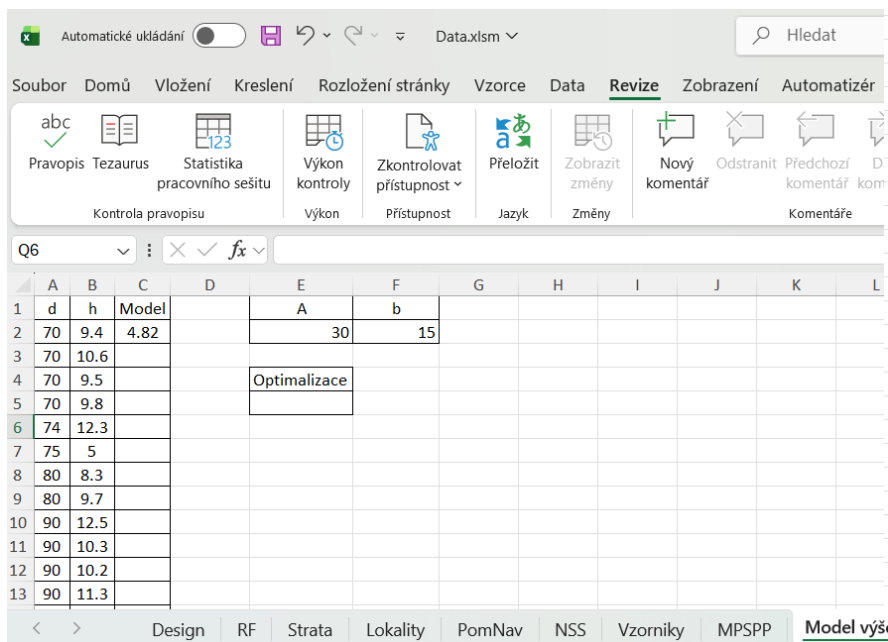 Automatické ukládání Data.xlsm Hledat
Soubor Domů Vložení Kreslení Rozložení stránky Vzorce Data Revize Zobrazení Automatizér
Pravopis Tezaurus Statistika pracovního sešitu Výkon kontroly Zkontrolovat přístupnost Přeložit Zobrazit změny Nový komentář Odstranit Předchozí komentář
Kontrola pravopisu Výkon Přístupnost Jazyk Změny Komentáře
Q6 fx
A B C D E F G H I J K L
1 d h Model A b
2 70 9.4 4.82 30 15
3 70 10.6
4 70 9.5 Optimalizace
5 70 9.8
6 74 12.3
7 75 5
8 80 8.3
9 80 9.7
10 90 12.5
11 90 10.3
12 90 10.2
13 90 11.3
Design RF Strata Lokality PomNav NSS Vzorniky MPSPP Model výš